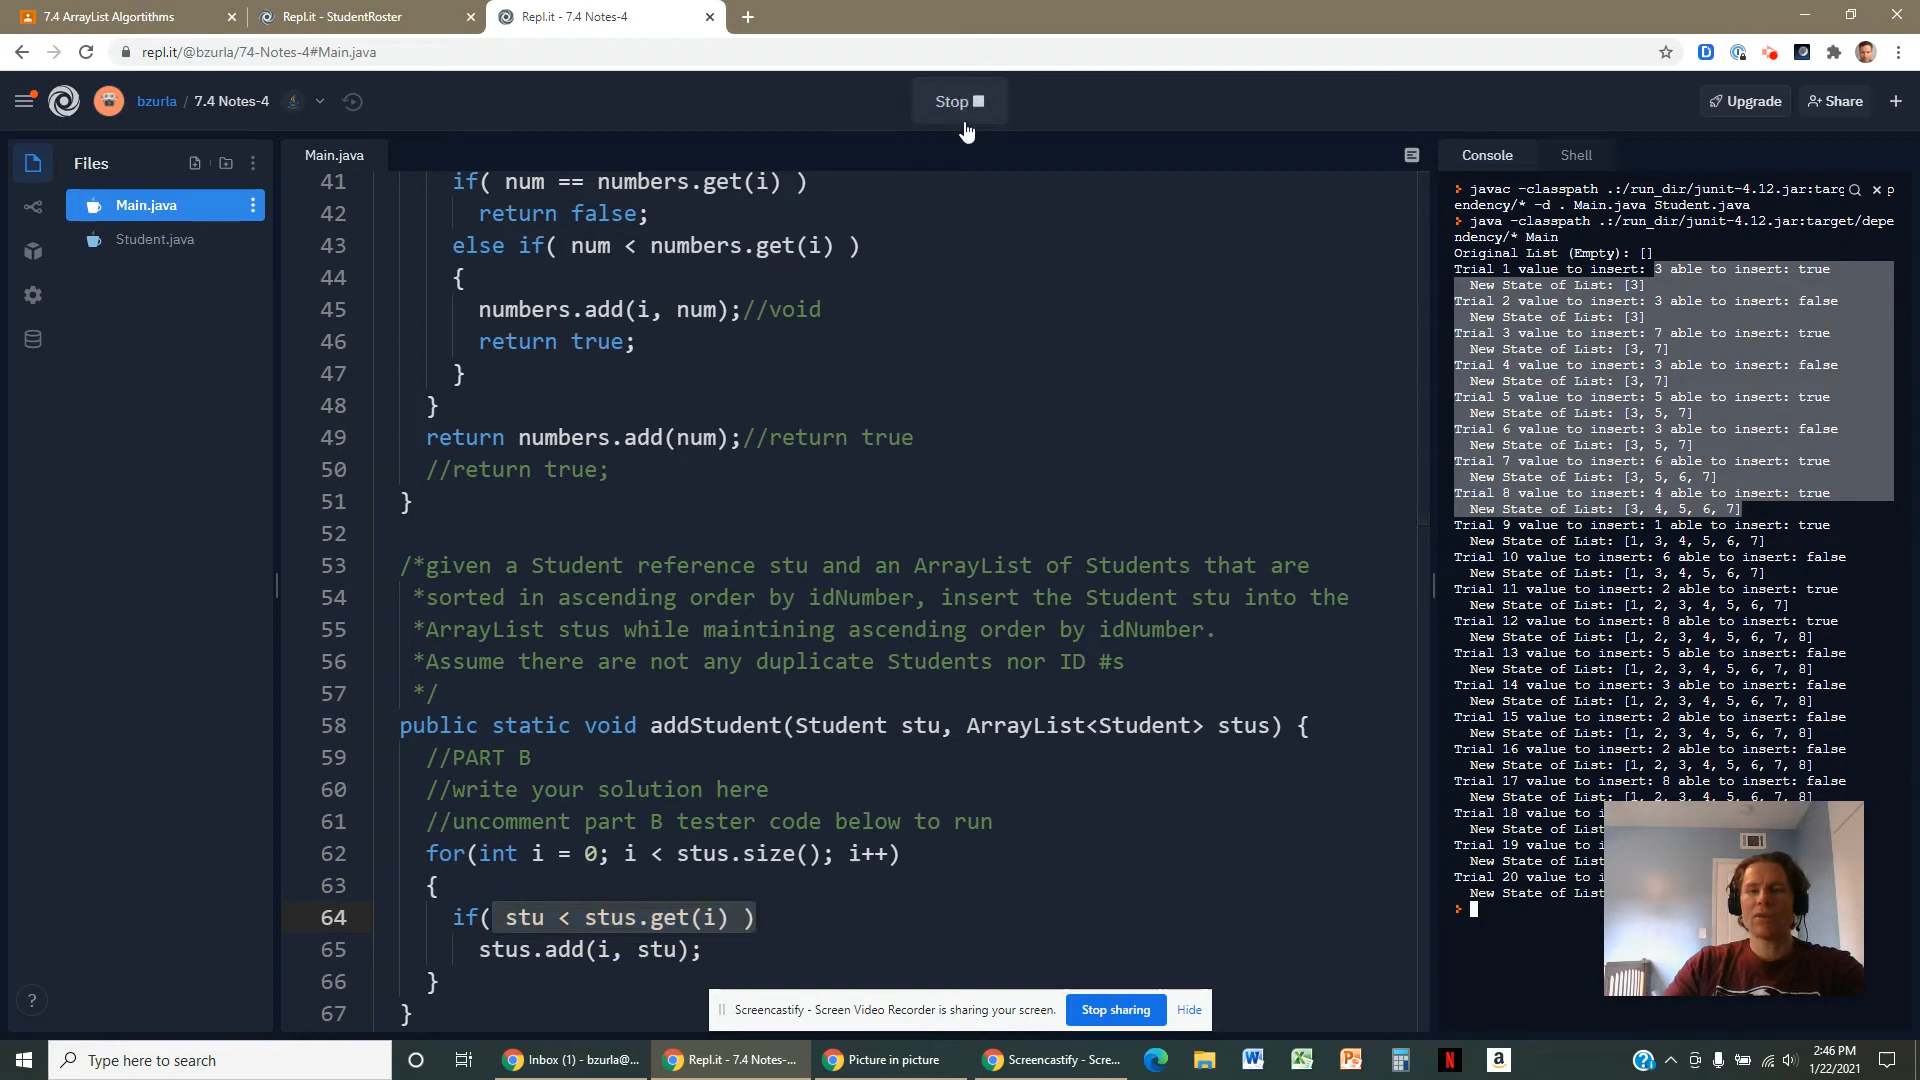 7.4 ArrayList Algortithms
Repl.it - StudentRoster
Repl.it - 7.4 Notes-4
repl.it/@bzurla/74-Notes-4#Main.java
bzurla / 7.4 Notes-4
Stop
Upgrade
Share
Files
Main.java
Student.java
Main.java
41 if( num == numbers.get(i) )
42 return false;
43 else if( num < numbers.get(i) )
44 {
45 numbers.add(i, num);//void
46 return true;
47 }
48 }
49 return numbers.add(num);//return true
50 //return true;
51 }
52
53 /*given a Student reference stu and an ArrayList of Students that are
54 *sorted in ascending order by idNumber, insert the Student stu into the
55 *ArrayList stus while maintining ascending order by idNumber.
56 *Assume there are not any duplicate Students nor ID #s
57 */
58 public static void addStudent(Student stu, ArrayList<Student> stus) {
59 //PART B
60 //write your solution here
61 //uncomment part B tester code below to run
62 for(int i = 0; i < stus.size(); i++)
63 {
64 if( stu < stus.get(i) )
65 stus.add(i, stu);
66 }
67 }
Console
Shell
> javac -classpath .:/run_dir/junit-4.12.jar:targ p
endency/* -d . Main.java Student.java
> java -classpath .:/run_dir/junit-4.12.jar:target/depe
ndency/* Main
Original List (Empty): []
Trial 1 value to insert: 3 able to insert: true
New State of List: [3]
Trial 2 value to insert: 3 able to insert: false
New State of List: [3]
Trial 3 value to insert: 7 able to insert: true
New State of List: [3, 7]
Trial 4 value to insert: 3 able to insert: false
New State of List: [3, 7]
Trial 5 value to insert: 5 able to insert: true
New State of List: [3, 5, 7]
Trial 6 value to insert: 3 able to insert: false
New State of List: [3, 5, 7]
Trial 7 value to insert: 6 able to insert: true
New State of List: [3, 5, 6, 7]
Trial 8 value to insert: 4 able to insert: true
New State of List: [3, 4, 5, 6, 7]
Trial 9 value to insert: 1 able to insert: true
New State of List: [1, 3, 4, 5, 6, 7]
Trial 10 value to insert: 6 able to insert: false
New State of List: [1, 3, 4, 5, 6, 7]
Trial 11 value to insert: 2 able to insert: true
New State of List: [1, 2, 3, 4, 5, 6, 7]
Trial 12 value to insert: 8 able to insert: true
New State of List: [1, 2, 3, 4, 5, 6, 7, 8]
Trial 13 value to insert: 5 able to insert: false
New State of List: [1, 2, 3, 4, 5, 6, 7, 8]
Trial 14 value to insert: 3 able to insert: false
New State of List: [1, 2, 3, 4, 5, 6, 7, 8]
Trial 15 value to insert: 2 able to insert: false
New State of List: [1, 2, 3, 4, 5, 6, 7, 8]
Trial 16 value to insert: 2 able to insert: false
New State of List: [1, 2, 3, 4, 5, 6, 7, 8]
Trial 17 value to insert: 8 able to insert: false
New State of List: [1, 2, 3, 4, 5, 6, 7, 8]
Trial 18 value to i
New State of List
Trial 19 value to i
New State of List
Trial 20 value to i
New State of List
>
Screencastify - Screen Video Recorder is sharing your screen.
Stop sharing
Hide
Type here to search
Inbox (1) - bzurla@...
Repl.it - 7.4 Notes-...
Picture in picture
Screencastify - Scre...
2:46 PM
1/22/2021